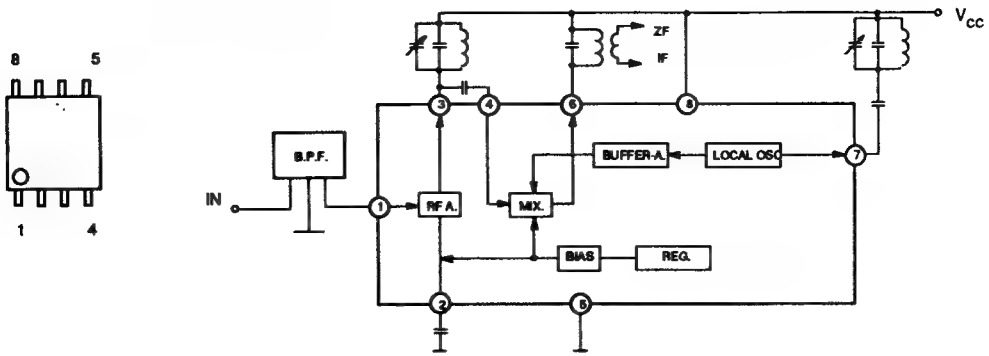 V CC
8 5
ZF
IF
3 4 6 8
B.P.F.
BUFFER-A. LOCAL OSC
7
IN
1
RF A. MIX.
1 4
BIAS REG.
2 5